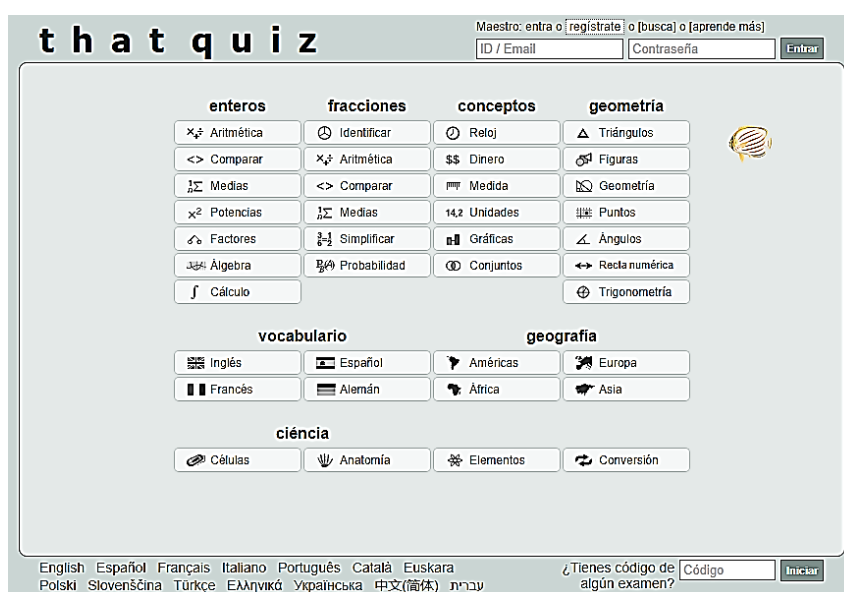 that quiz
Maestro: entra o regístrate o [busca] o [aprende más]
ID / Email Contraseña Entrar
enteros fracciones conceptos geometría
Aritmética Identificar Reloj Triángulos
<> Comparar Aritmética $$ Dinero Figuras
Medias <> Comparar Medida Geometría
x² Potencias Medias 14,2 Unidades Puntos
Factores Simplificar Gráficas Ángulos
Álgebra Probabilidad Conjuntos Recta numérica
∫ Cálculo Trigonometría
vocabulario geografía
Inglés Español Américas Europa
Francés Alemán África Asia
ciéncia
Células Anatomía Elementos Conversión
English Español Français Italiano Português Català Euskara
Polski Slovenščina Türkçe Ελληνικά Українська 中文(简体) עברית
¿Tienes código de algún examen? Código Iniciar